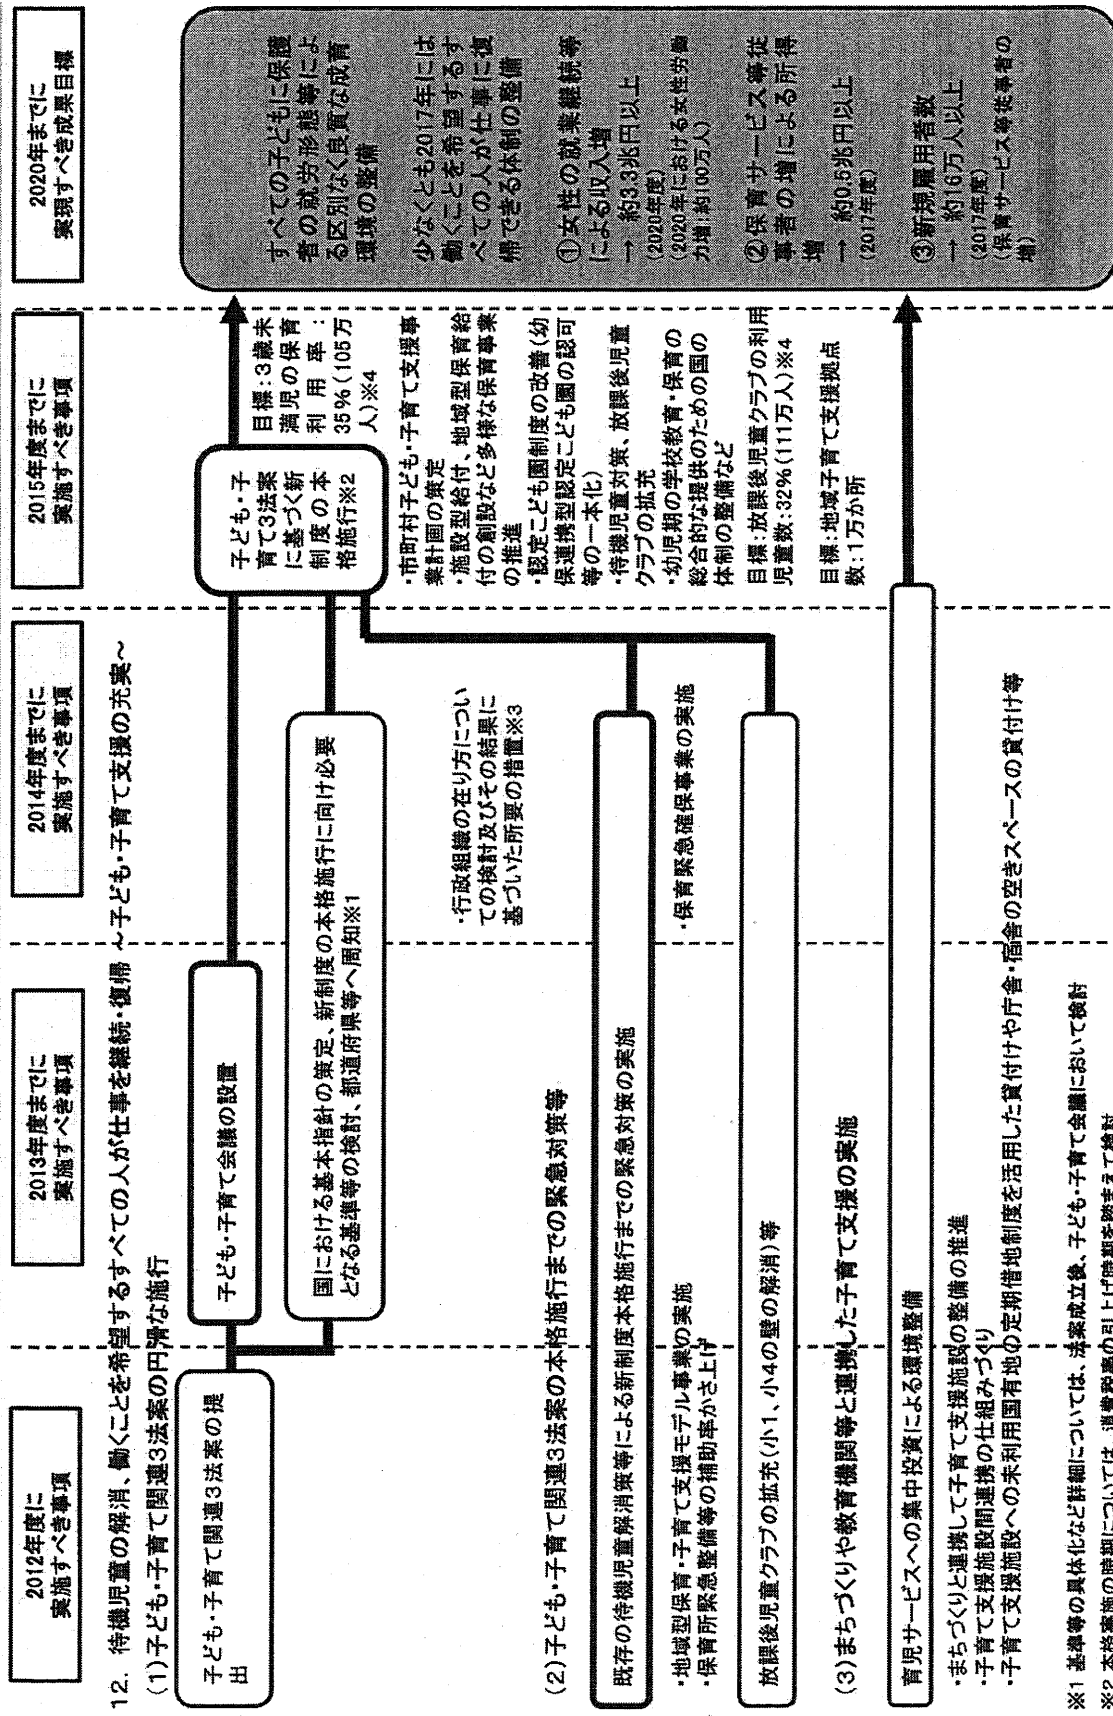 2012年度に
実施すべき事項
2013年度までに
実施すべき事項
2014年度までに
実施すべき事項
2015年度までに
実施すべき事項
2020年までに
実現すべき成果目標
12. 待機児童の解消、働くことを希望するすべての人が仕事を継続・復帰 ~子ども・子育て支援の充実~
(1)子ども・子育て関連3法案の円滑な施行
子ども・子育て関連3法案の提
出
子ども・子育て会議の設置
国における基本指針の策定、新制度の本格施行に向け必要
となる基準等の検討、都道府県等へ周知※1
・行政組織の在り方につい
ての検討及びその結果に
基づいた所要の措置※3
子ども・子
育て3法案
に基づく新
制度の本
格施行※2
目標:3歳未
満児の保育
利用率:
35%(105万
人)※4
・市町村子ども・子育て支援事
業計画の策定
・施設型給付、地域型保育給
付の創設など多様な保育事業
の推進
・認定こども園制度の改善(幼
保連携型認定こども園の認可
等の一本化)
・待機児童対策、放課後児童
クラブの拡充
・幼児期の学校教育・保育の
総合的な提供のための国の
体制の整備など
目標:放課後児童クラブの利用
児童数:32%(111万人)※4
目標:地域子育て支援拠点
数:1万か所
(2)子ども・子育て関連3法案の本格施行までの緊急対策等
既存の待機児童解消策等による新制度本格施行までの緊急対策の実施
・地域型保育・子育て支援モデル事業の実施
・保育所緊急整備等の補助率かさ上げ
・保育緊急確保事業の実施
放課後児童クラブの拡充(小1、小4の壁の解消)等
(3)まちづくりや教育機関等と連携した子育て支援の実施
育児サービスへの集中投資による環境整備
・まちづくりと連携して子育て支援施設の整備の推進
・子育て支援施設間連携の仕組みづくり
・子育て支援施設への未利用国有地の定期借地制度を活用した貸付けや庁舎・宿舎の空きスペースの貸付け等
すべての子どもに保護
者の就労形態等によ
る区別なく良質な成育
環境の整備
少なくとも2017年には
働くことを希望するす
べての人が仕事に復
帰できる体制の整備
①女性の就業継続等
による収入増
→ 約3.3兆円以上
(2020年度)
(2020年における女性労働
力増:約100万人)
②保育サービス等従
事者の増による所得
増
→ 約0.5兆円以上
(2017年度)
③新規雇用者数
→ 約16万人以上
(2017年度)
(保育サービス等従事者の
増)
※1 基準等の具体化など詳細については、法案成立後、子ども・子育て会議において検討
※2 本格実施の時期については、消費税率の引上げ時期を踏まえて検討